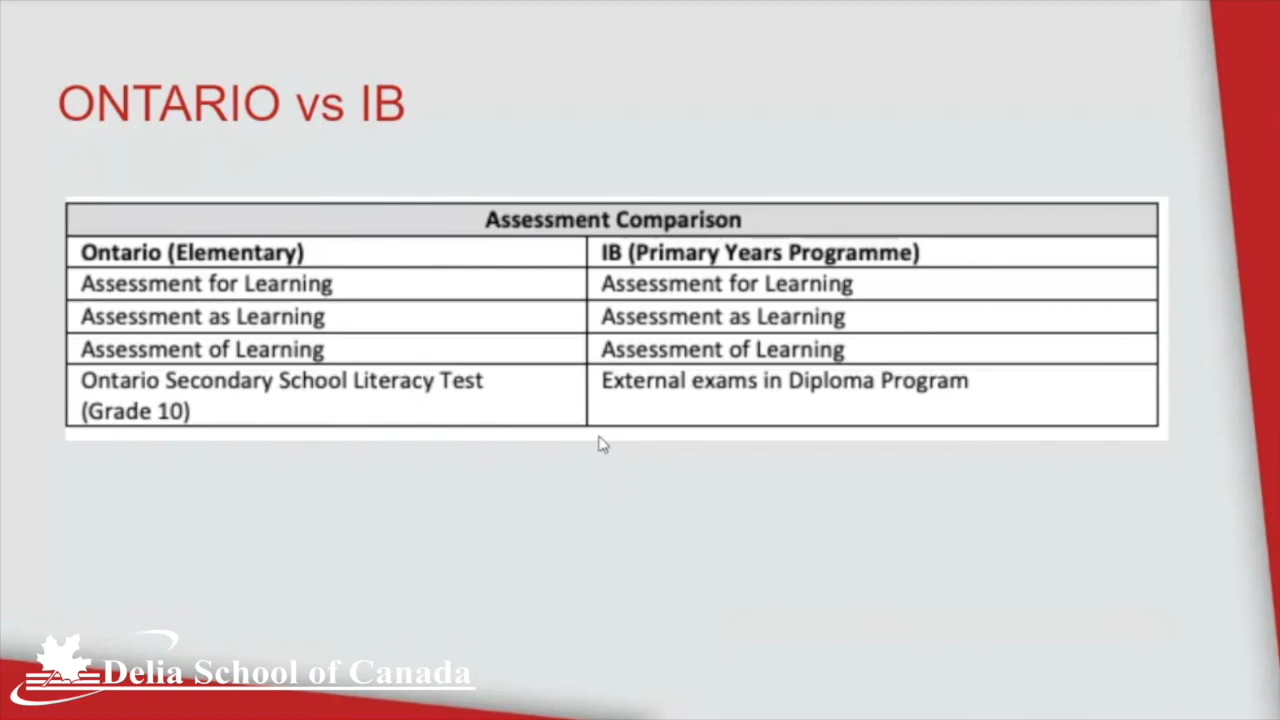 ONTARIO vs IB
Assessment Comparison
Ontario (Elementary)
IB (Primary Years Programme)
Assessment for Learning
Assessment for Learning
Assessment as Learning
Assessment as Learning
Assessment of Learning
Assessment of Learning
Ontario Secondary School Literacy Test
(Grade 10)
External exams in Diploma Program
Delia School of Canada